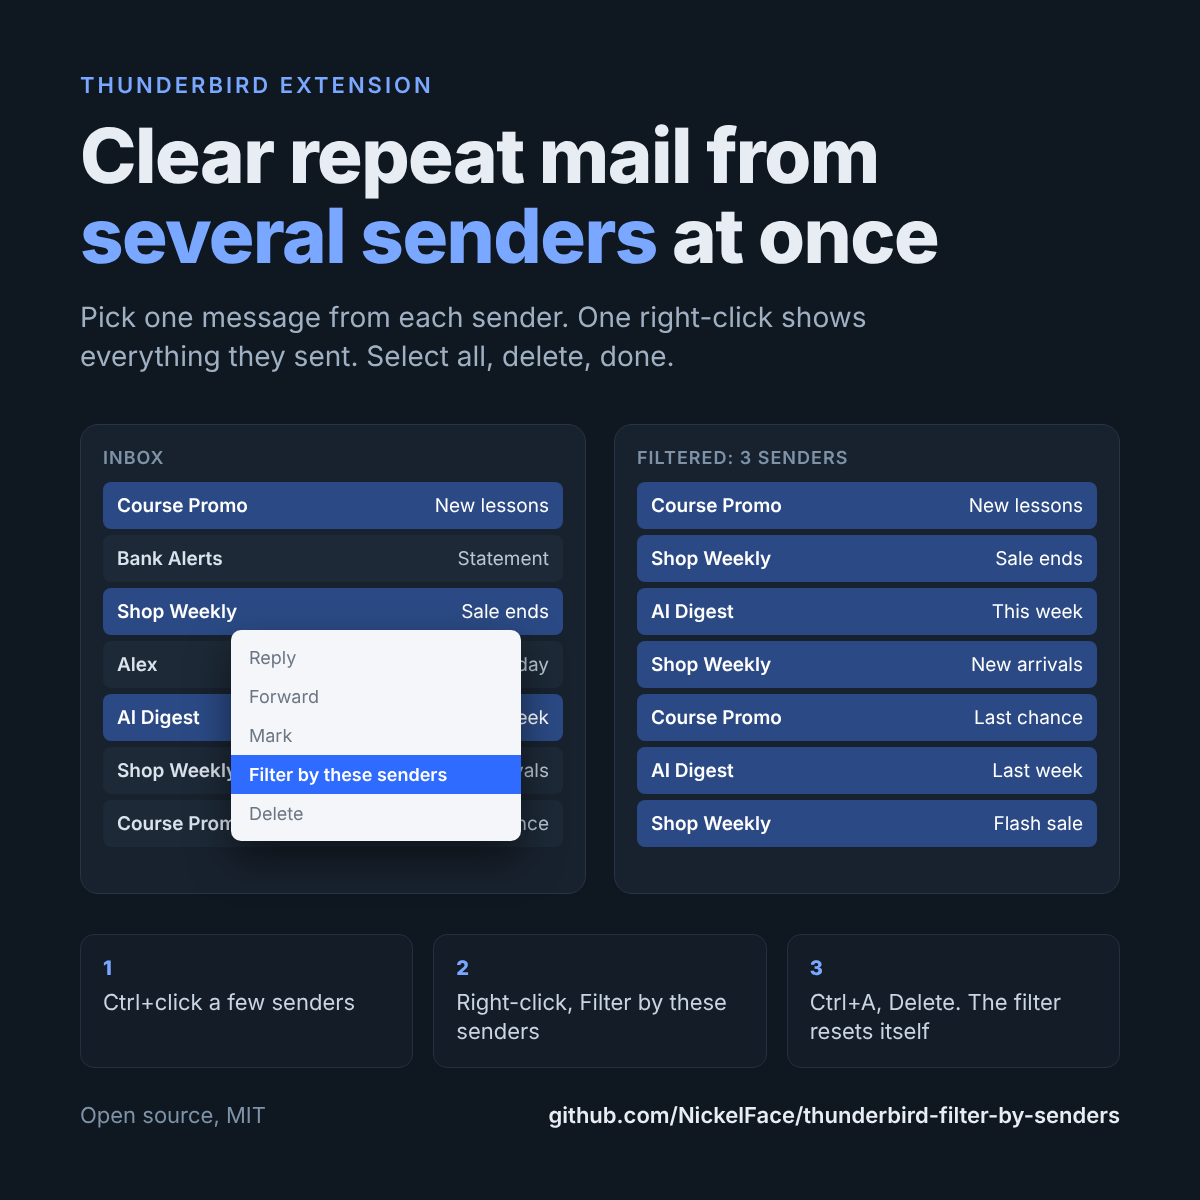 THUNDERBIRD EXTENSION
Clear repeat mail from
several senders at once
Pick one message from each sender. One right-click shows
everything they sent. Select all, delete, done.
INBOX
Course Promo New lessons
Bank Alerts Statement
Shop Weekly Sale ends
Alex
AI Digest
Shop Weekly
Course
Reply
Forward
Mark
Filter by these senders
Delete
FILTERED: 3 SENDERS
Course Promo New lessons
Shop Weekly Sale ends
AI Digest This week
Shop Weekly New arrivals
Course Promo Last chance
AI Digest Last week
Shop Weekly Flash sale
1
Ctrl+click a few senders
2
Right-click, Filter by these
senders
3
Ctrl+A, Delete. The filter
resets itself
Open source, MIT
github.com/NickelFace/thunderbird-filter-by-senders